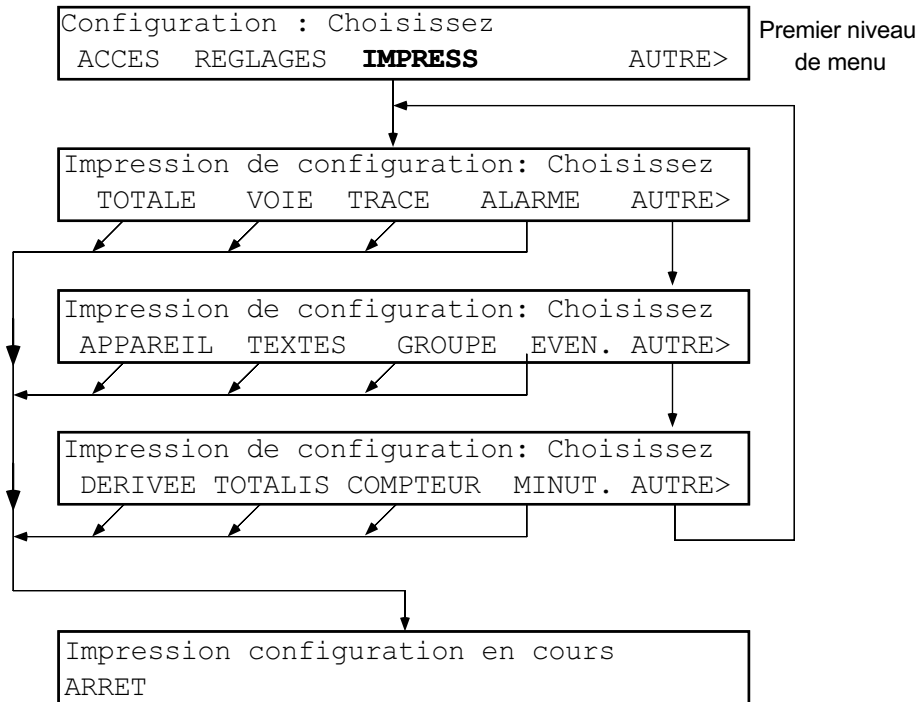 Configuration : Choisissez
ACCES REGLAGES IMPRESS AUTRE>
Premier niveau
de menu
Impression de configuration: Choisissez
TOTALE VOIE TRACE ALARME AUTRE>
Impression de configuration: Choisissez
APPAREIL TEXTES GROUPE EVEN. AUTRE>
Impression de configuration: Choisissez
DERIVEE TOTALIS COMPTEUR MINUT. AUTRE>
Impression configuration en cours
ARRET